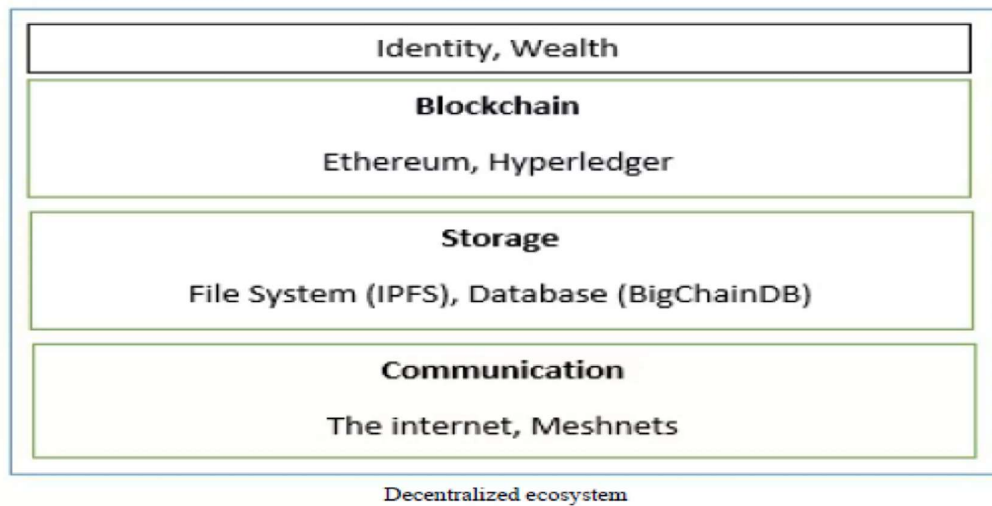 Identity, Wealth
Blockchain
Ethereum, Hyperledger
Storage
File System (IPFS), Database (BigChainDB)
Communication
The internet, Meshnets
Decentralized ecosystem